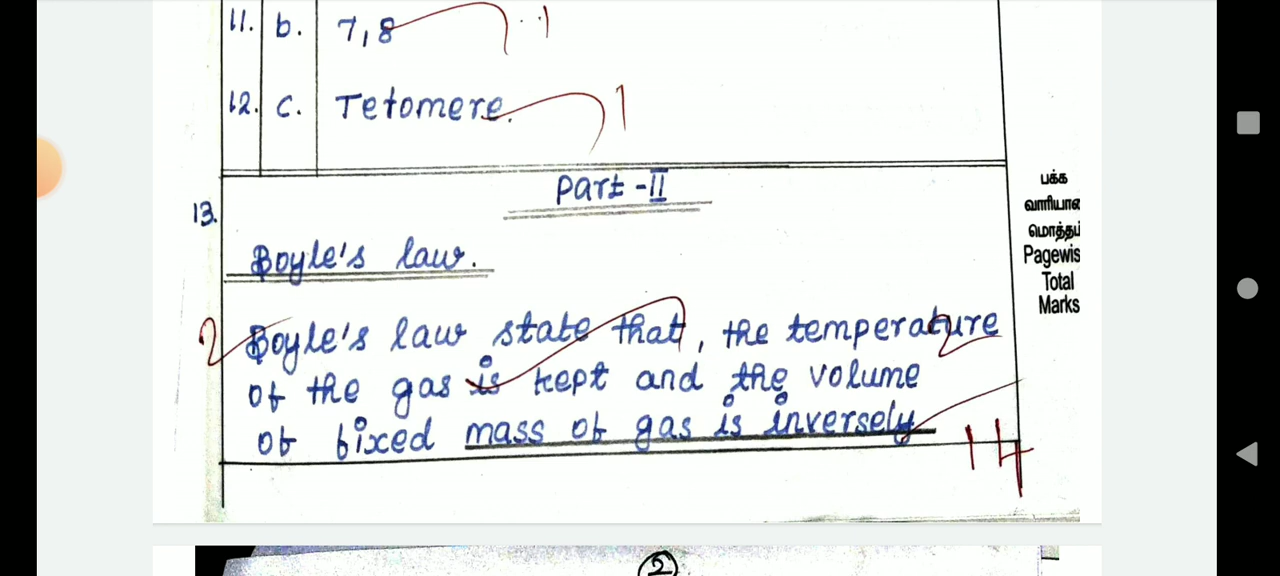 11. b. 7, 8 1
12. c. Tetomere. 1
Part - II
13.
Boyle's law.
பக்க
வாரியான
மொத்தம்
Pagewis
Total
Marks
2 Boyle's law state that, the temperature 2
of the gas is kept and the volume
of fixed mass of gas is inversely
14
2